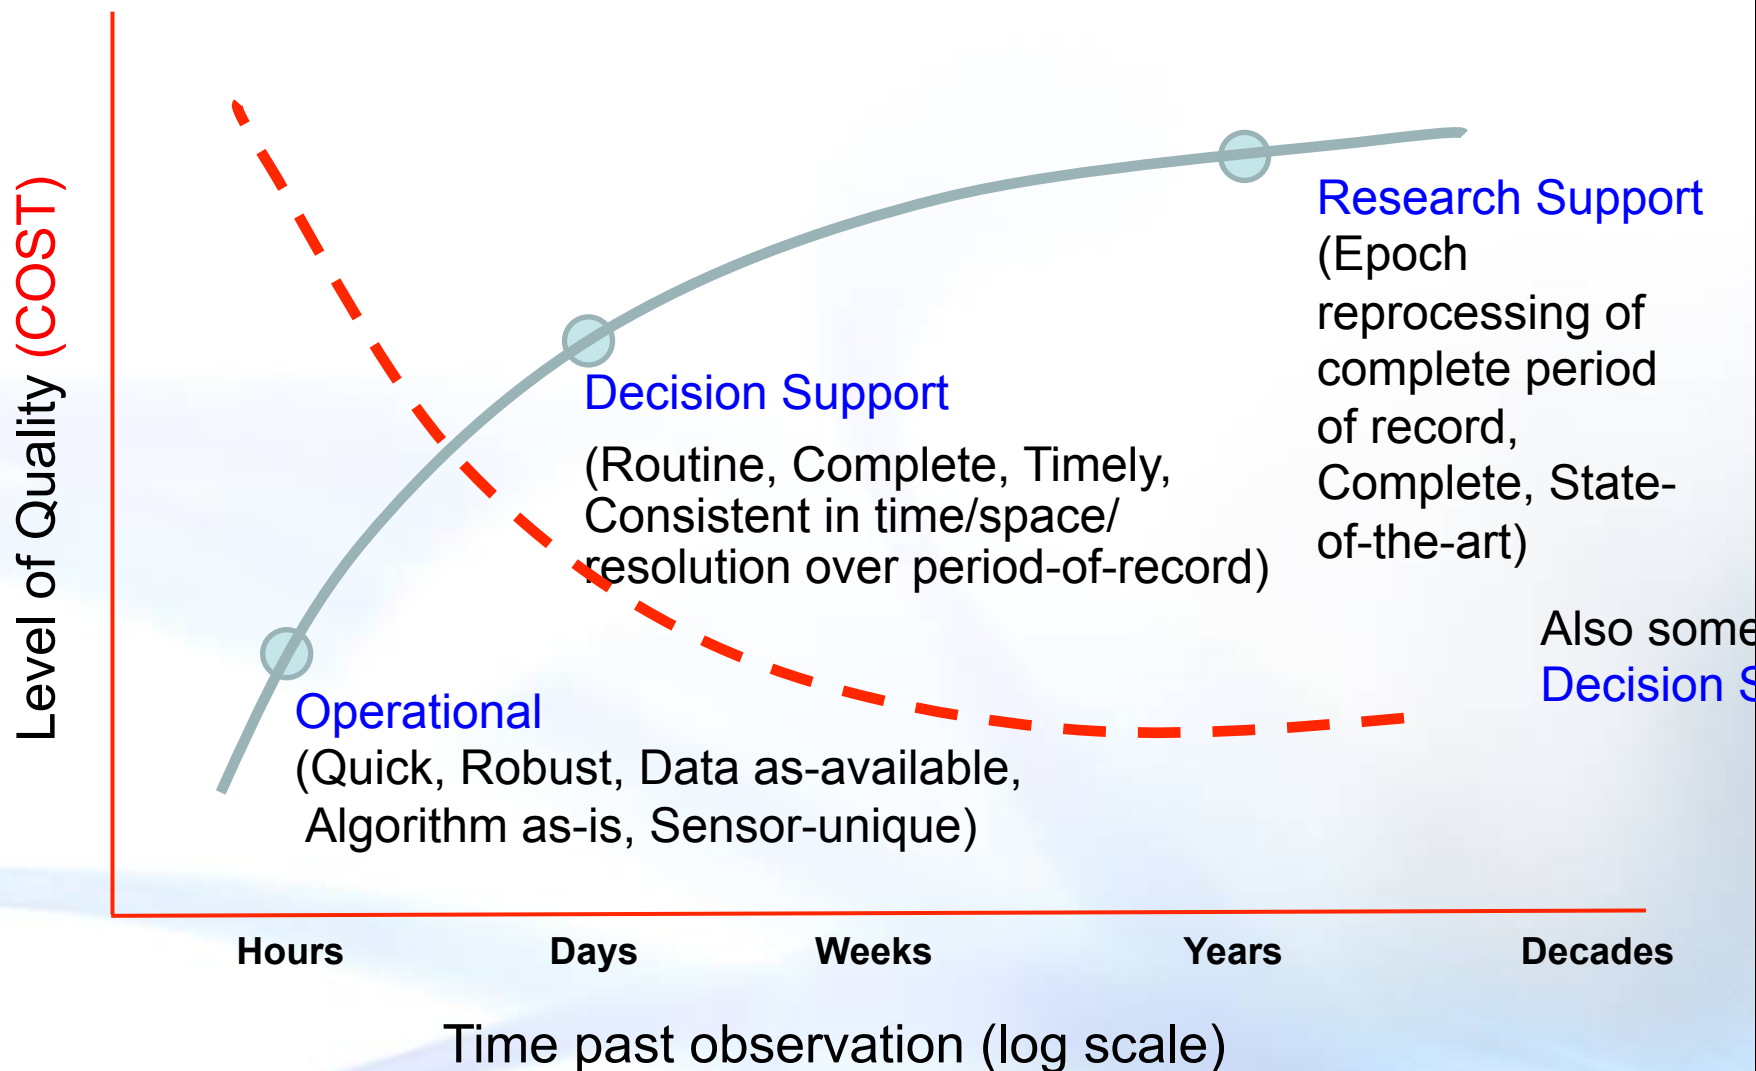 Level of Quality (COST)
Research Support
(Epoch
reprocessing of
complete period
of record,
Complete, State-
of-the-art)
Decision Support
(Routine, Complete, Timely,
Consistent in time/space/
resolution over period-of-record)
Also some
Decision
Operational
(Quick, Robust, Data as-available,
Algorithm as-is, Sensor-unique)
Hours Days Weeks Years Decades
Time past observation (log scale)